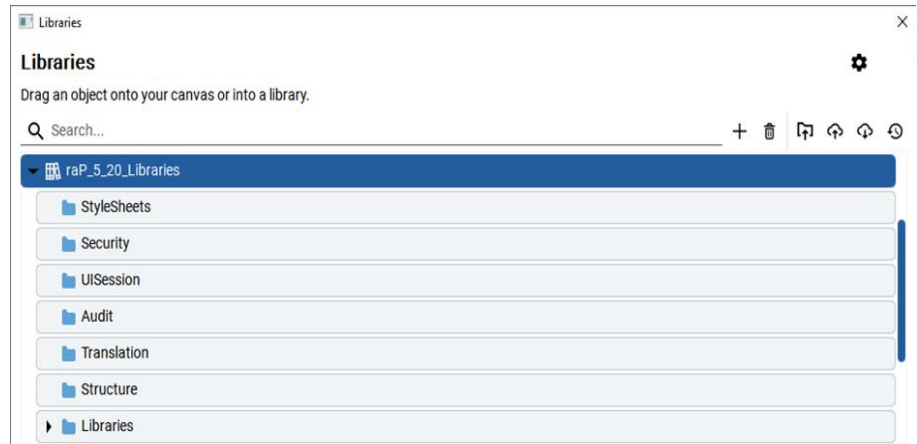 Libraries
Libraries
Drag an object onto your canvas or into a library.
Search...
raP_5_20_Libraries
StyleSheets
Security
UISession
Audit
Translation
Structure
Libraries